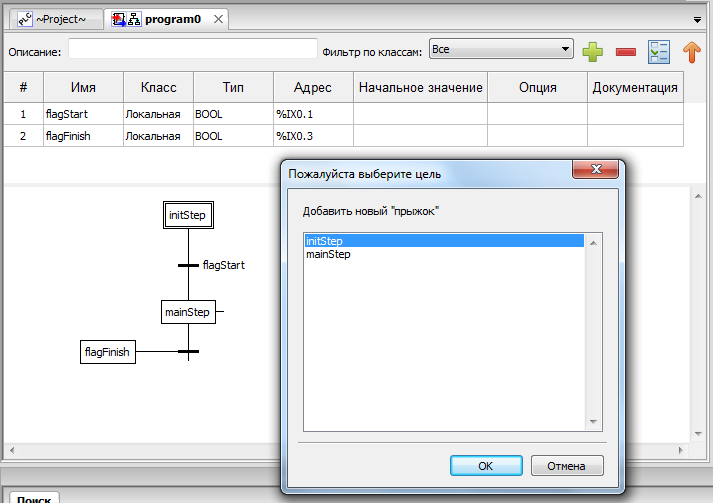 ~Project~ program0
Описание: Фильтр по классам: Все
# Имя Класс Тип Адрес Начальное значение Опция Документация
1 flagStart Локальная BOOL %IX0.1
2 flagFinish Локальная BOOL %IX0.3
Пожалуйста выберите цель
Добавить новый "прыжок"
initStep
mainStep
OK Отмена
initStep
flagStart
mainStep
flagFinish
Поиск